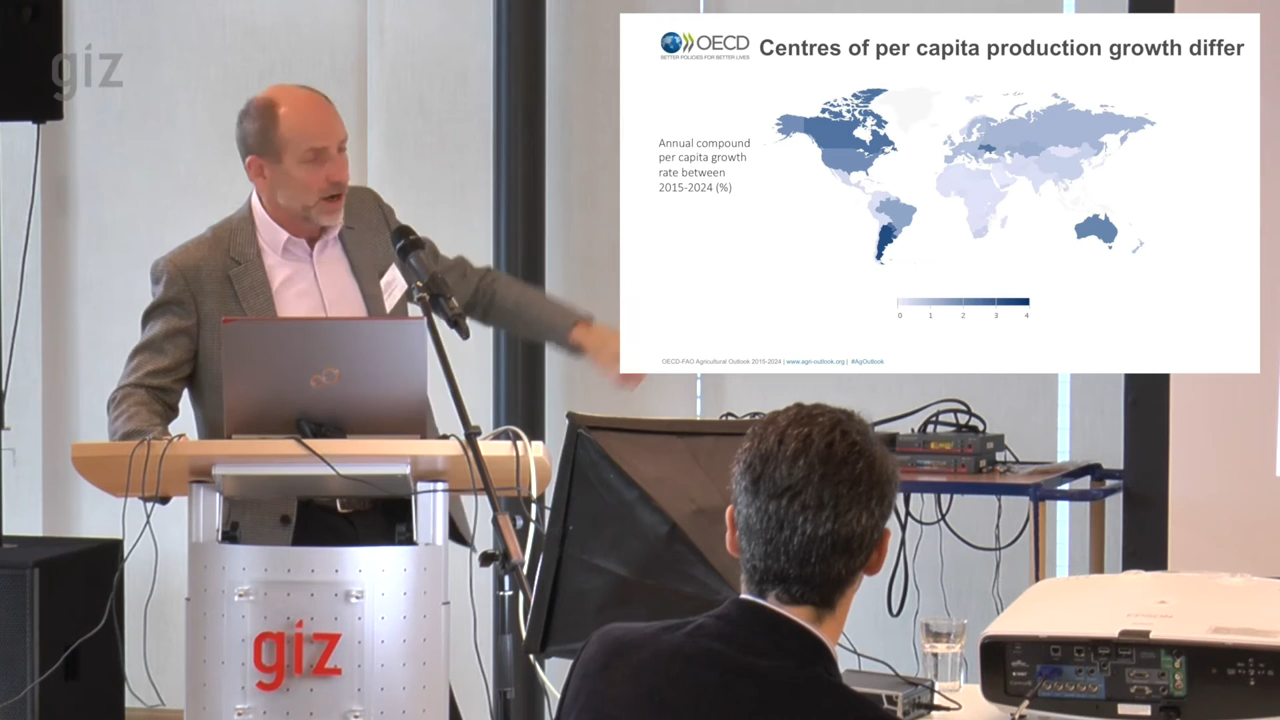 giz
OECD
BETTER POLICIES FOR BETTER LIVES
Centres of per capita production growth differ
Annual compound
per capita growth
rate between
2015-2024 (%)
0 1 2 3 4
OECD-FAO Agricultural Outlook 2015-2024 | www.agri-outlook.org | #AgOutlook
giz